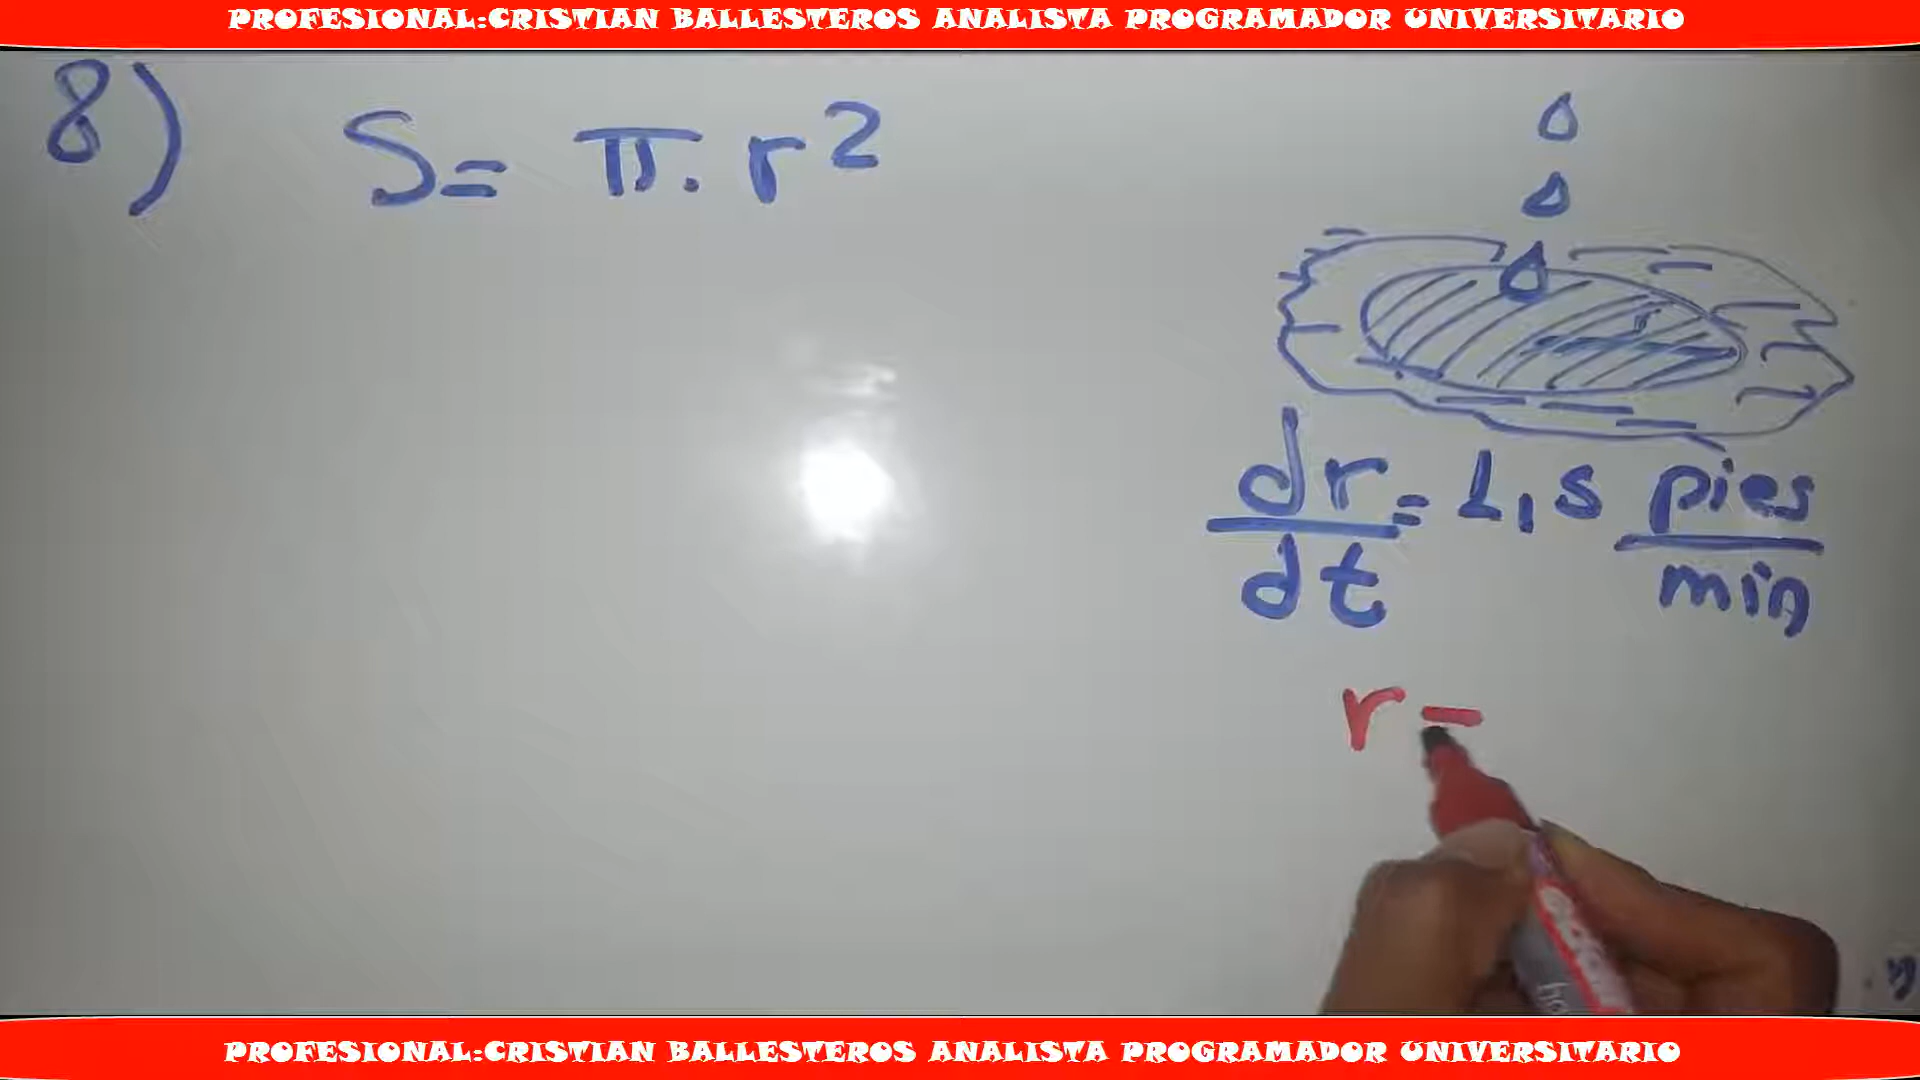 PROFESIONAL:CRISTIAN BALLESTEROS ANALISTA PROGRAMADOR UNIVERSITARIO
8) S= π.r²
r
dr/dt = 1,5 pies/min
r =
PROFESIONAL:CRISTIAN BALLESTEROS ANALISTA PROGRAMADOR UNIVERSITARIO